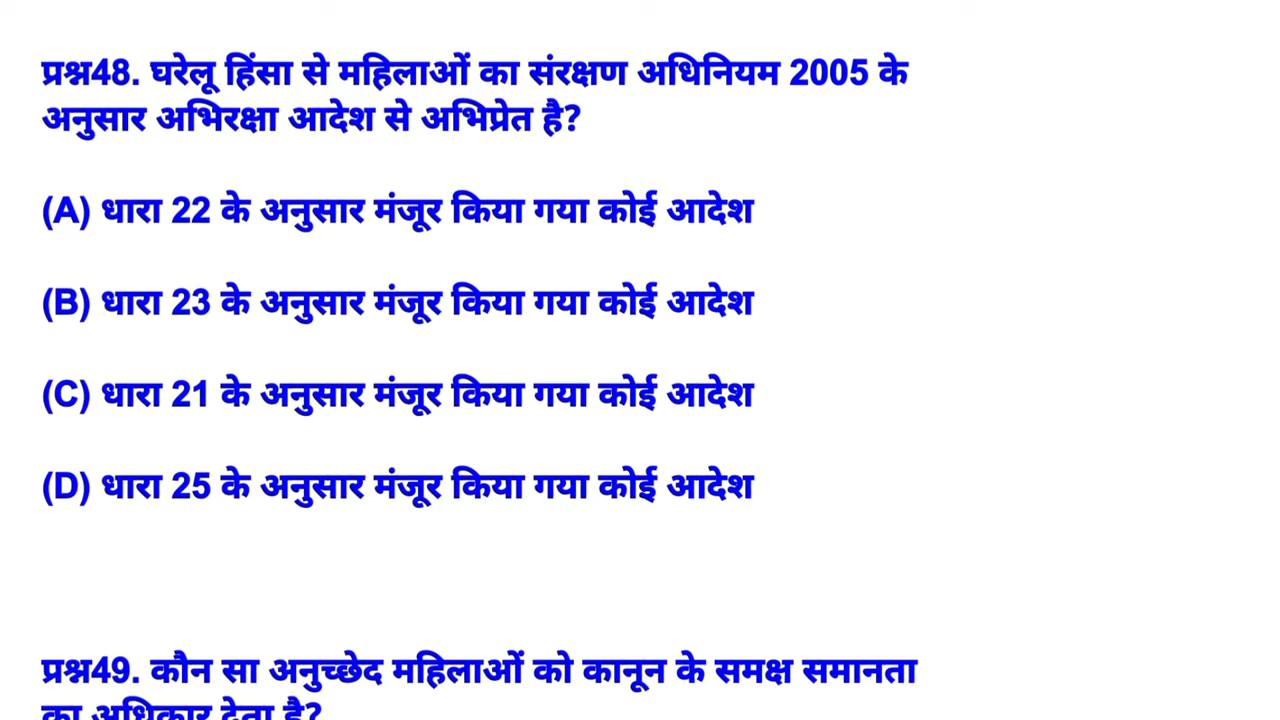 प्रश्न48. घरेलू हिंसा से महिलाओं का संरक्षण अधिनियम 2005 के
अनुसार अभिरक्षा आदेश से अभिप्रेत है?
(A) धारा 22 के अनुसार मंजूर किया गया कोई आदेश
(B) धारा 23 के अनुसार मंजूर किया गया कोई आदेश
(C) धारा 21 के अनुसार मंजूर किया गया कोई आदेश
(D) धारा 25 के अनुसार मंजूर किया गया कोई आदेश
प्रश्न49. कौन सा अनुच्छेद महिलाओं को कानून के समक्ष समानता
का अधिकार देता है?